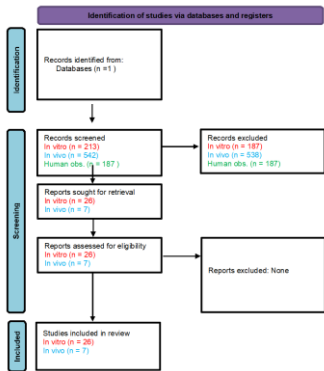 Identification of studies via databases and registers
Identification
Records identified from:
Databases (n =1 )
Screening
Records screened
In vitro (n = 213)
In vivo (n = 542)
Human obs. (n = 187 )
Records excluded
In vitro (n = 187)
In vivo (n = 538)
Human obs. (n = 187)
Reports sought for retrieval
In vitro (n = 26)
In vivo (n = 7)
Reports assessed for eligibility
In vitro (n = 26)
In vivo (n = 7)
Reports excluded: None
Included
Studies included in review
In vitro (n = 26)
In vivo (n = 7)